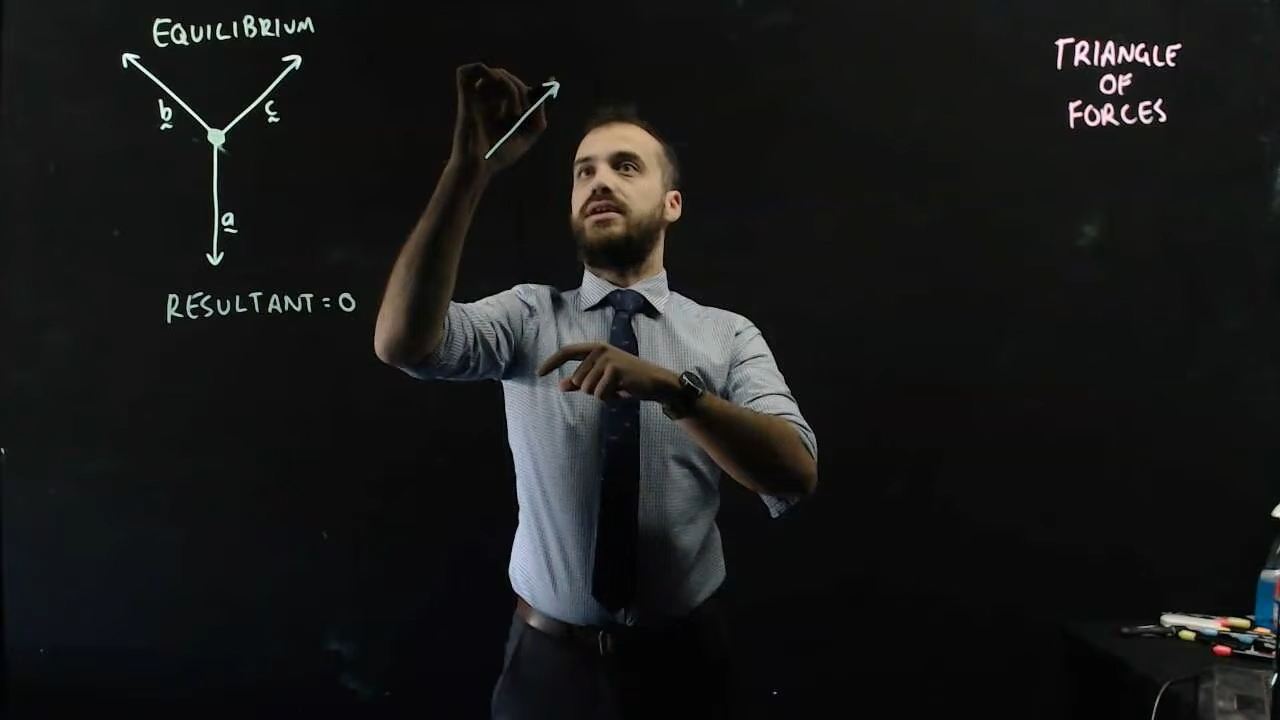 EQUILIBRIUM
b
c
a
RESULTANT = 0
TRIANGLE
OF
FORCES